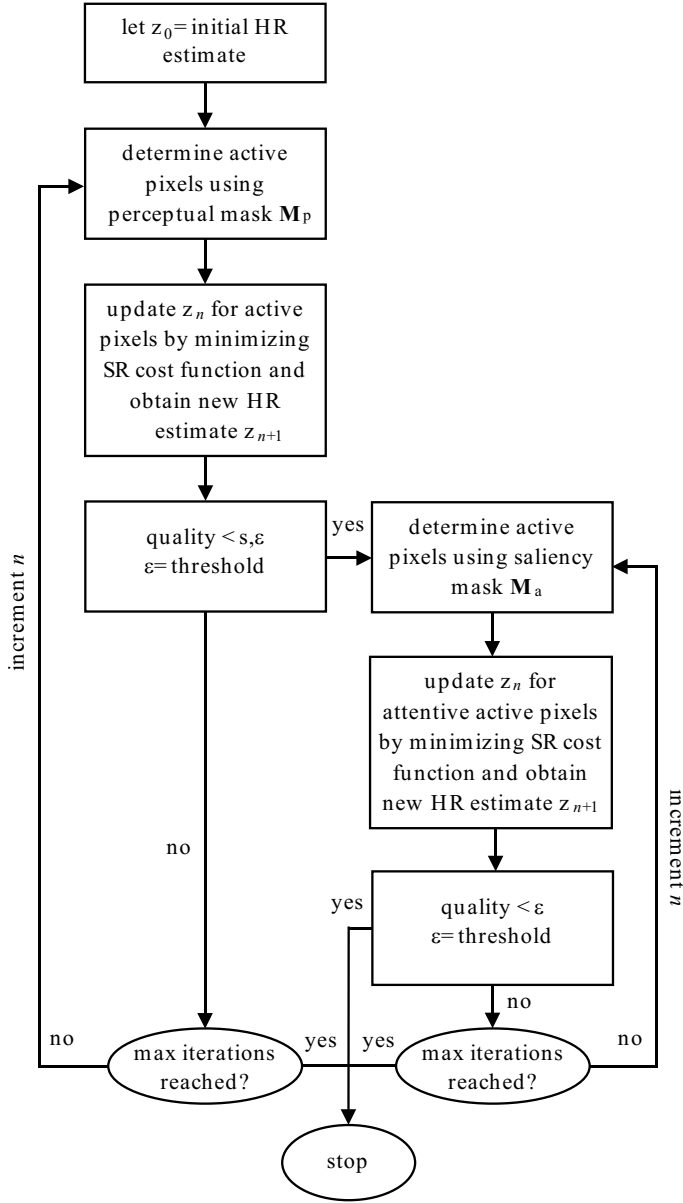 let z0=initial HR
estimate
determine active
pixels using
perceptual mask Mp
update zn for active
pixels by minimizing
SR cost function and
obtain new HR
estimate zn+1
quality < s,ε
ε=threshold
yes
determine active
pixels using saliency
mask Ma
increment n
update zn for
attentive active pixels
by minimizing SR cost
function and obtain
new HR estimate zn+1
increment n
no
yes
quality < ε
ε=threshold
no
no
max iterations
reached?
yes
yes
max iterations
reached?
no
stop